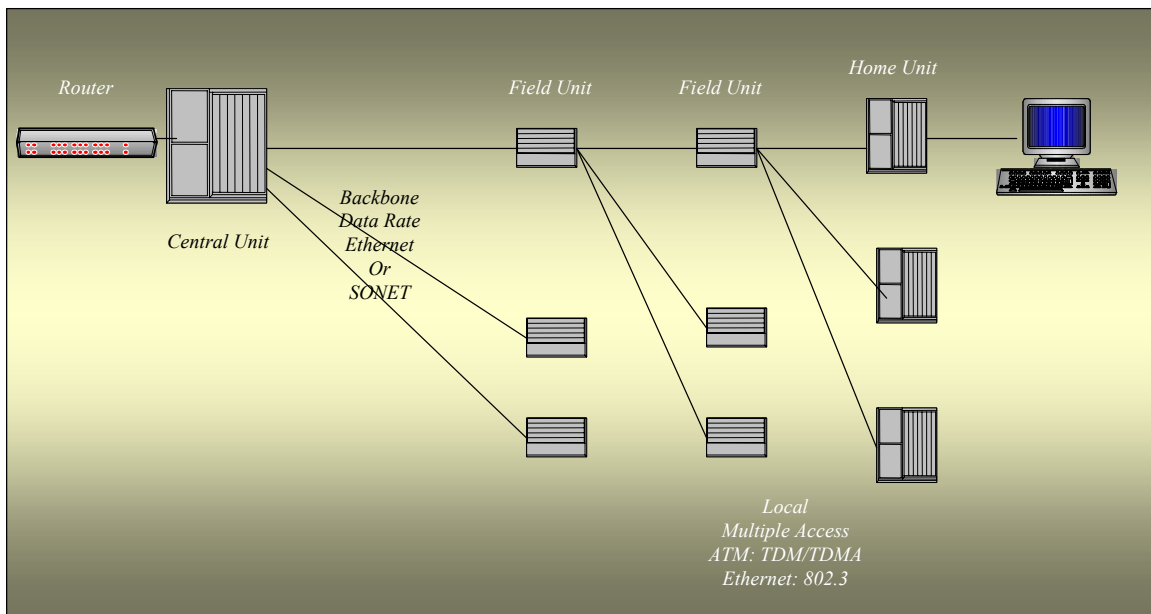 Home Unit
Router
Field Unit
Field Unit
Backbone
Data Rate
Ethernet
Or
SONET
Central Unit
Local
Multiple Access
ATM: TDM/TDMA
Ethernet: 802.3